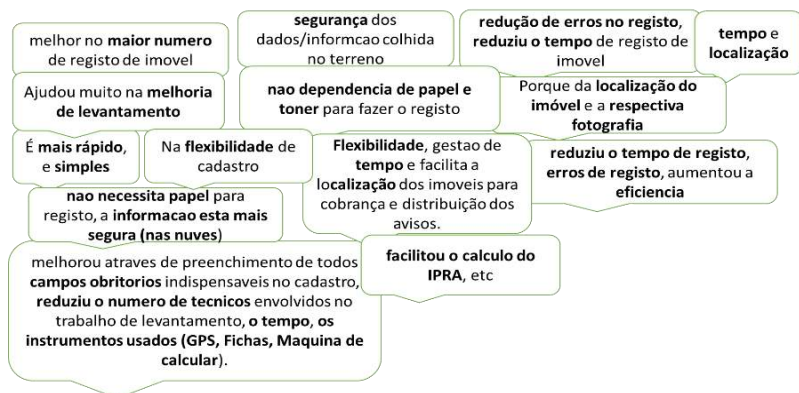 melhor no maior numero
de registo de imovel
segurança dos
dados/informcao colhida
no terreno
redução de erros no registo,
reduziu o tempo de registo de
imovel
tempo e
localização
Ajudou muito na melhoria
de levantamento
nao dependencia de papel e
toner para fazer o registo
Porque da localização do
imóvel e a respectiva
fotografia
É mais rápido,
e simples
Na flexibilidade de
cadastro
Flexibilidade, gestao de
tempo e facilita a
localização dos imoveis para
cobrança e distribuição dos
avisos.
reduziu o tempo de registo,
erros de registo, aumentou a
eficiencia
nao necessita papel para
registo, a informacao esta mais
segura (nas nuves)
melhorou atraves de preenchimento de todos
campos obritorios indispensaveis no cadastro,
reduziu o numero de tecnicos envolvidos no
trabalho de levantamento, o tempo, os
instrumentos usados (GPS, Fichas, Maquina de
calcular).
facilitou o calculo do
IPRA, etc